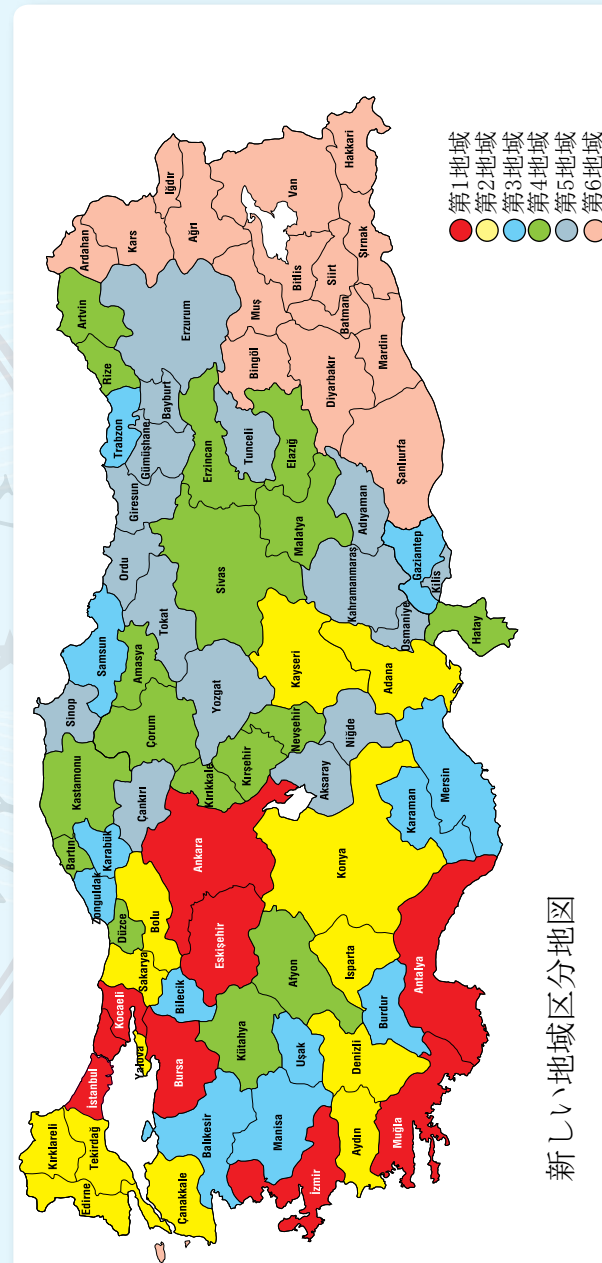 Kırklareli
Edirne
Tekirdağ
İstanbul
Kocaeli
Yalova
Sakarya
Düzce
Bolu
Zonguldak
Bartın
Karabük
Kastamonu
Sinop
Çankırı
Samsun
Amasya
Çorum
Ordu
Tokat
Giresun
Gümüşhane
Trabzon
Bayburt
Rize
Artvin
Ardahan
Kars
Iğdır
Ağrı
Erzurum
Çanakkale
Balıkesir
Bursa
Bilecik
Eskişehir
Ankara
Kırıkkale
Kırşehir
Yozgat
Sivas
Erzincan
Tunceli
Bingöl
Muş
Bitlis
Van
Hakkari
Manisa
Kütahya
Uşak
Afyon
Konya
Aksaray
Nevşehir
Niğde
Kayseri
Malatya
Elazığ
Diyarbakır
Batman
Siirt
Şırnak
Mardin
Şanlıurfa
Adıyaman
Kahramanmaraş
Gaziantep
Kilis
Osmaniye
Hatay
Adana
Mersin
Karaman
İzmir
Aydın
Denizli
Isparta
Burdur
Muğla
Antalya
新しい地域区分地図
第1地域
第2地域
第3地域
第4地域
第5地域
第6地域